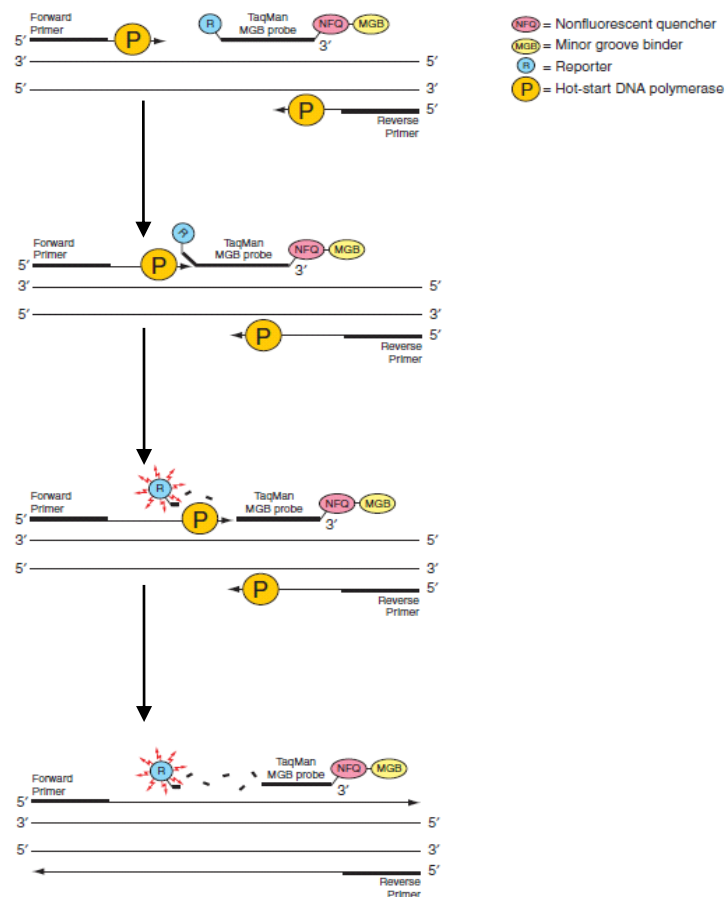 Forward
Primer
5′
P
R
TaqMan
MGB probe
NFQ
MGB
3′
3′
5′
5′
3′
P
5′
Reverse
Primer
NFQ = Nonfluorescent quencher
MGB = Minor groove binder
R = Reporter
P = Hot-start DNA polymerase
Forward
Primer
5′
P
R
TaqMan
MGB probe
NFQ
MGB
3′
3′
5′
5′
3′
P
5′
Reverse
Primer
Forward
Primer
5′
R
P
TaqMan
MGB probe
NFQ
MGB
3′
3′
5′
5′
3′
P
5′
Reverse
Primer
Forward
Primer
5′
R
TaqMan
MGB probe
NFQ
MGB
3′
3′
5′
5′
3′
5′
Reverse
Primer